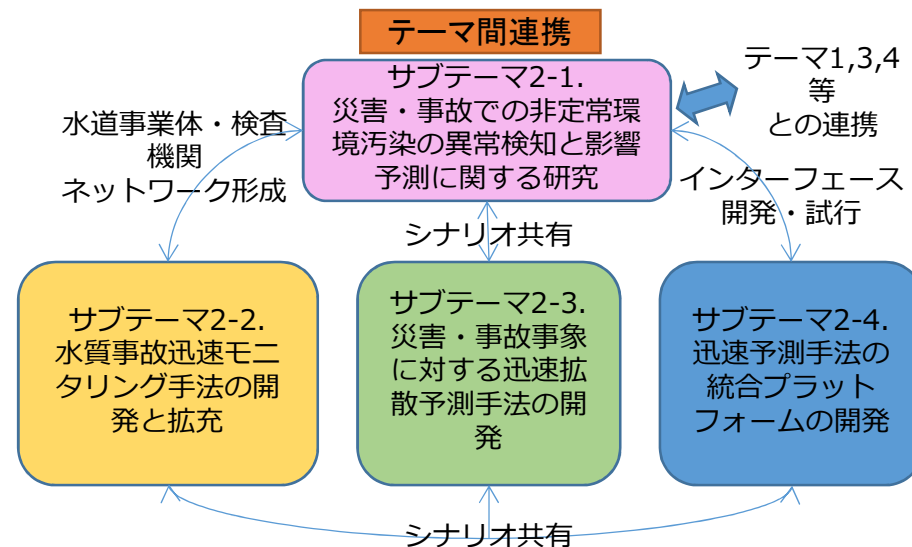 テーマ間連携
サブテーマ2-1.
災害・事故での非定常環
境汚染の異常検知と影響
予測に関する研究
テーマ1,3,4
等
との連携
水道事業体・検査
機関
ネットワーク形成
インターフェース
開発・試行
シナリオ共有
サブテーマ2-2.
水質事故迅速モニ
タリング手法の開
発と拡充
サブテーマ2-3.
災害・事故事象
に対する迅速拡
散予測手法の開
発
サブテーマ2-4.
迅速予測手法の
統合プラット
フォームの開発
シナリオ共有